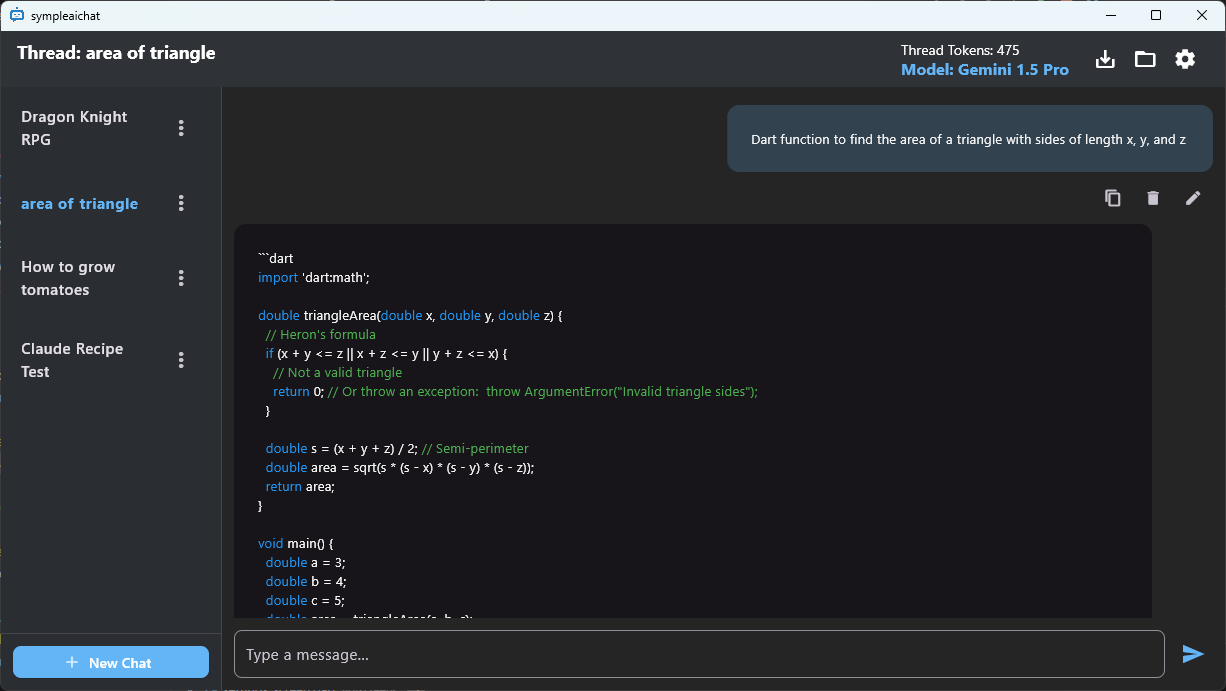 sympleaichat
Thread: area of triangle
Thread Tokens: 475
Model: Gemini 1.5 Pro
Dragon Knight
RPG
area of triangle
How to grow
tomatoes
Claude Recipe
Test
New Chat
Dart function to find the area of a triangle with sides of length x, y, and z
```dart
import 'dart:math';

double triangleArea(double x, double y, double z) {
  // Heron's formula
  if (x + y <= z || x + z <= y || y + z <= x) {
    // Not a valid triangle
    return 0; // Or throw an exception:  throw ArgumentError("Invalid triangle sides");
  }

  double s = (x + y + z) / 2; // Semi-perimeter
  double area = sqrt(s * (s - x) * (s - y) * (s - z));
  return area;
}

void main() {
  double a = 3;
  double b = 4;
  double c = 5;
  double area = triangleArea(a, b, c);
Type a message...